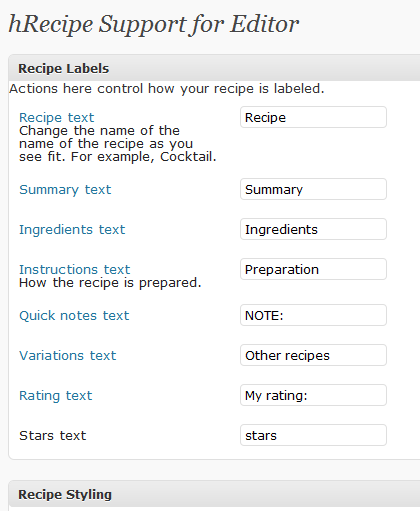 hRecipe Support for Editor
Recipe Labels
Actions here control how your recipe is labeled.
Recipe text
Recipe
Change the name of the
name of the recipe as you
see fit. For example, Cocktail.
Summary text
Summary
Ingredients text
Ingredients
Instructions text
Preparation
How the recipe is prepared.
Quick notes text
NOTE:
Variations text
Other recipes
Rating text
My rating:
Stars text
stars
Recipe Styling